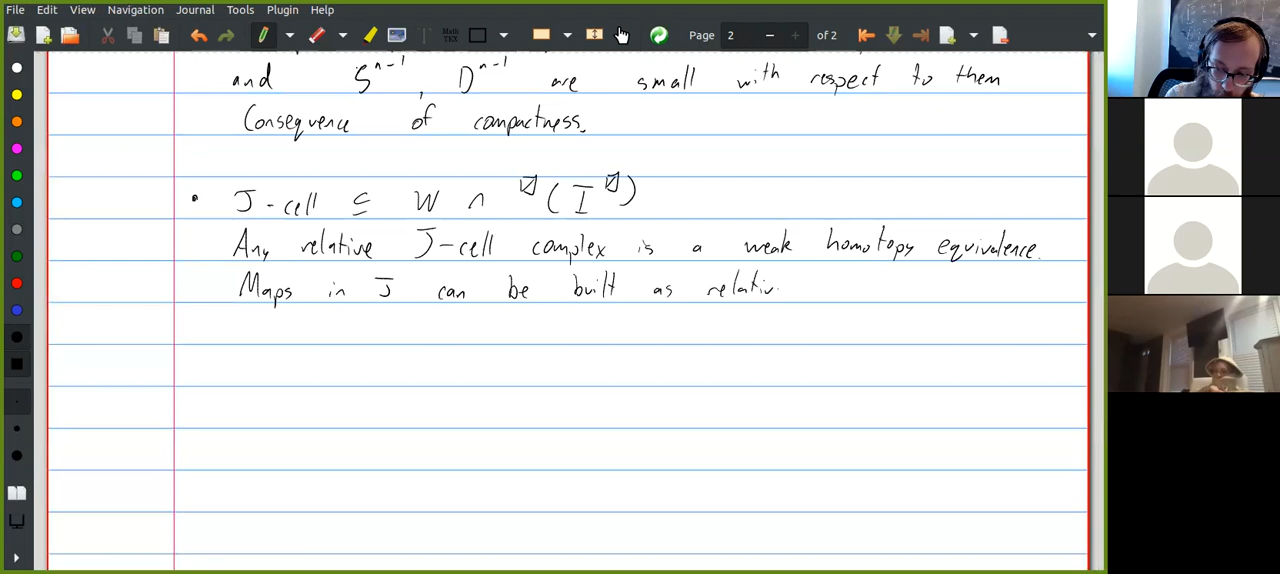 File Edit View Navigation Journal Tools Plugin Help
Math TEX Page 2 − + of 2
and S^{n-1}, D^{n-1} are small with respect to them
Consequence of compactness.
• J-cell ⊆ W ∩ ^⧄(I^⧄)
Any relative J-cell complex is a weak homotopy equivalence.
Maps in J can be built as relativ